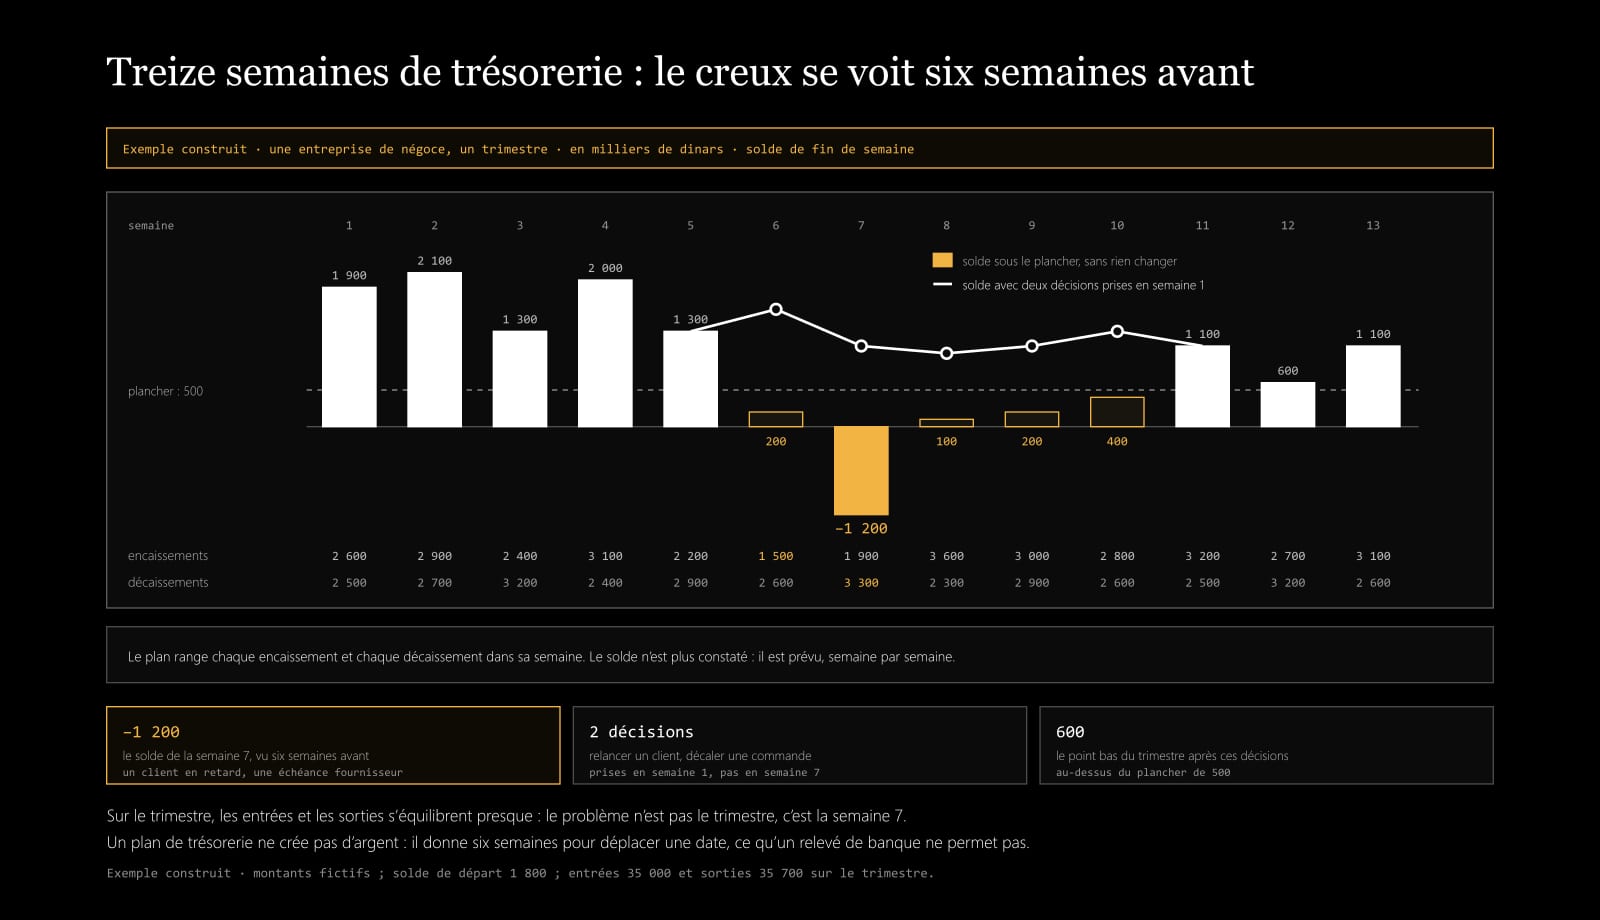 Treize semaines de trésorerie : le creux se voit six semaines avant
Exemple construit · une entreprise de négoce, un trimestre · en milliers de dinars · solde de fin de semaine
semaine 1 2 3 4 5 6 7 8 9 10 11 12 13
solde sous le plancher, sans rien changer
solde avec deux décisions prises en semaine 1
1 900 2 100 1 300 2 000 1 300 1 100 600 1 100
plancher : 500
200 100 200 400
−1 200
encaissements 2 600 2 900 2 400 3 100 2 200 1 500 1 900 3 600 3 000 2 800 3 200 2 700 3 100
décaissements 2 500 2 700 3 200 2 400 2 900 2 600 3 300 2 300 2 900 2 600 2 500 3 200 2 600
Le plan range chaque encaissement et chaque décaissement dans sa semaine. Le solde n’est plus constaté : il est prévu, semaine par semaine.
−1 200
le solde de la semaine 7, vu six semaines avant
un client en retard, une échéance fournisseur
2 décisions
relancer un client, décaler une commande
prises en semaine 1, pas en semaine 7
600
le point bas du trimestre après ces décisions
au-dessus du plancher de 500
Sur le trimestre, les entrées et les sorties s’équilibrent presque : le problème n’est pas le trimestre, c’est la semaine 7.
Un plan de trésorerie ne crée pas d’argent : il donne six semaines pour déplacer une date, ce qu’un relevé de banque ne permet pas.
Exemple construit · montants fictifs ; solde de départ 1 800 ; entrées 35 000 et sorties 35 700 sur le trimestre.